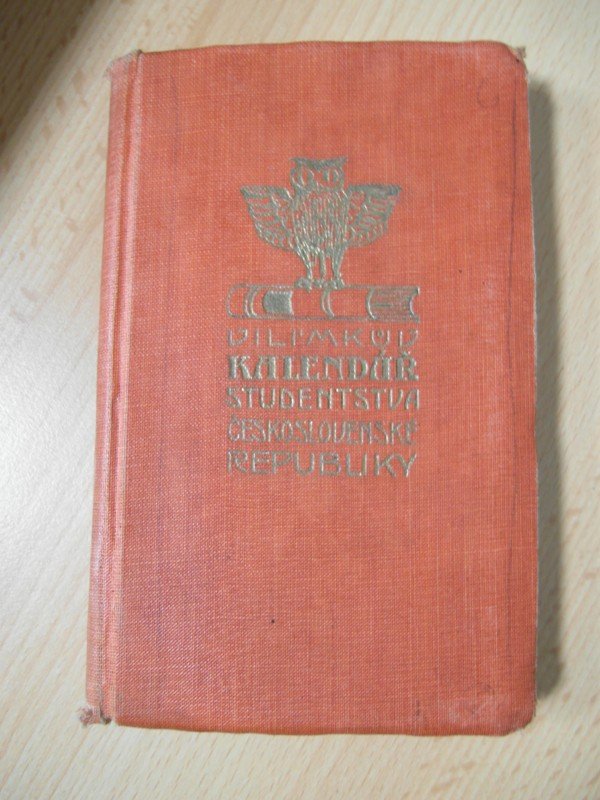 VILÍMKŮV
KALENDÁŘ
STUDENTSTVA
ČESKOSLOVENSKÉ
REPUBLIKY